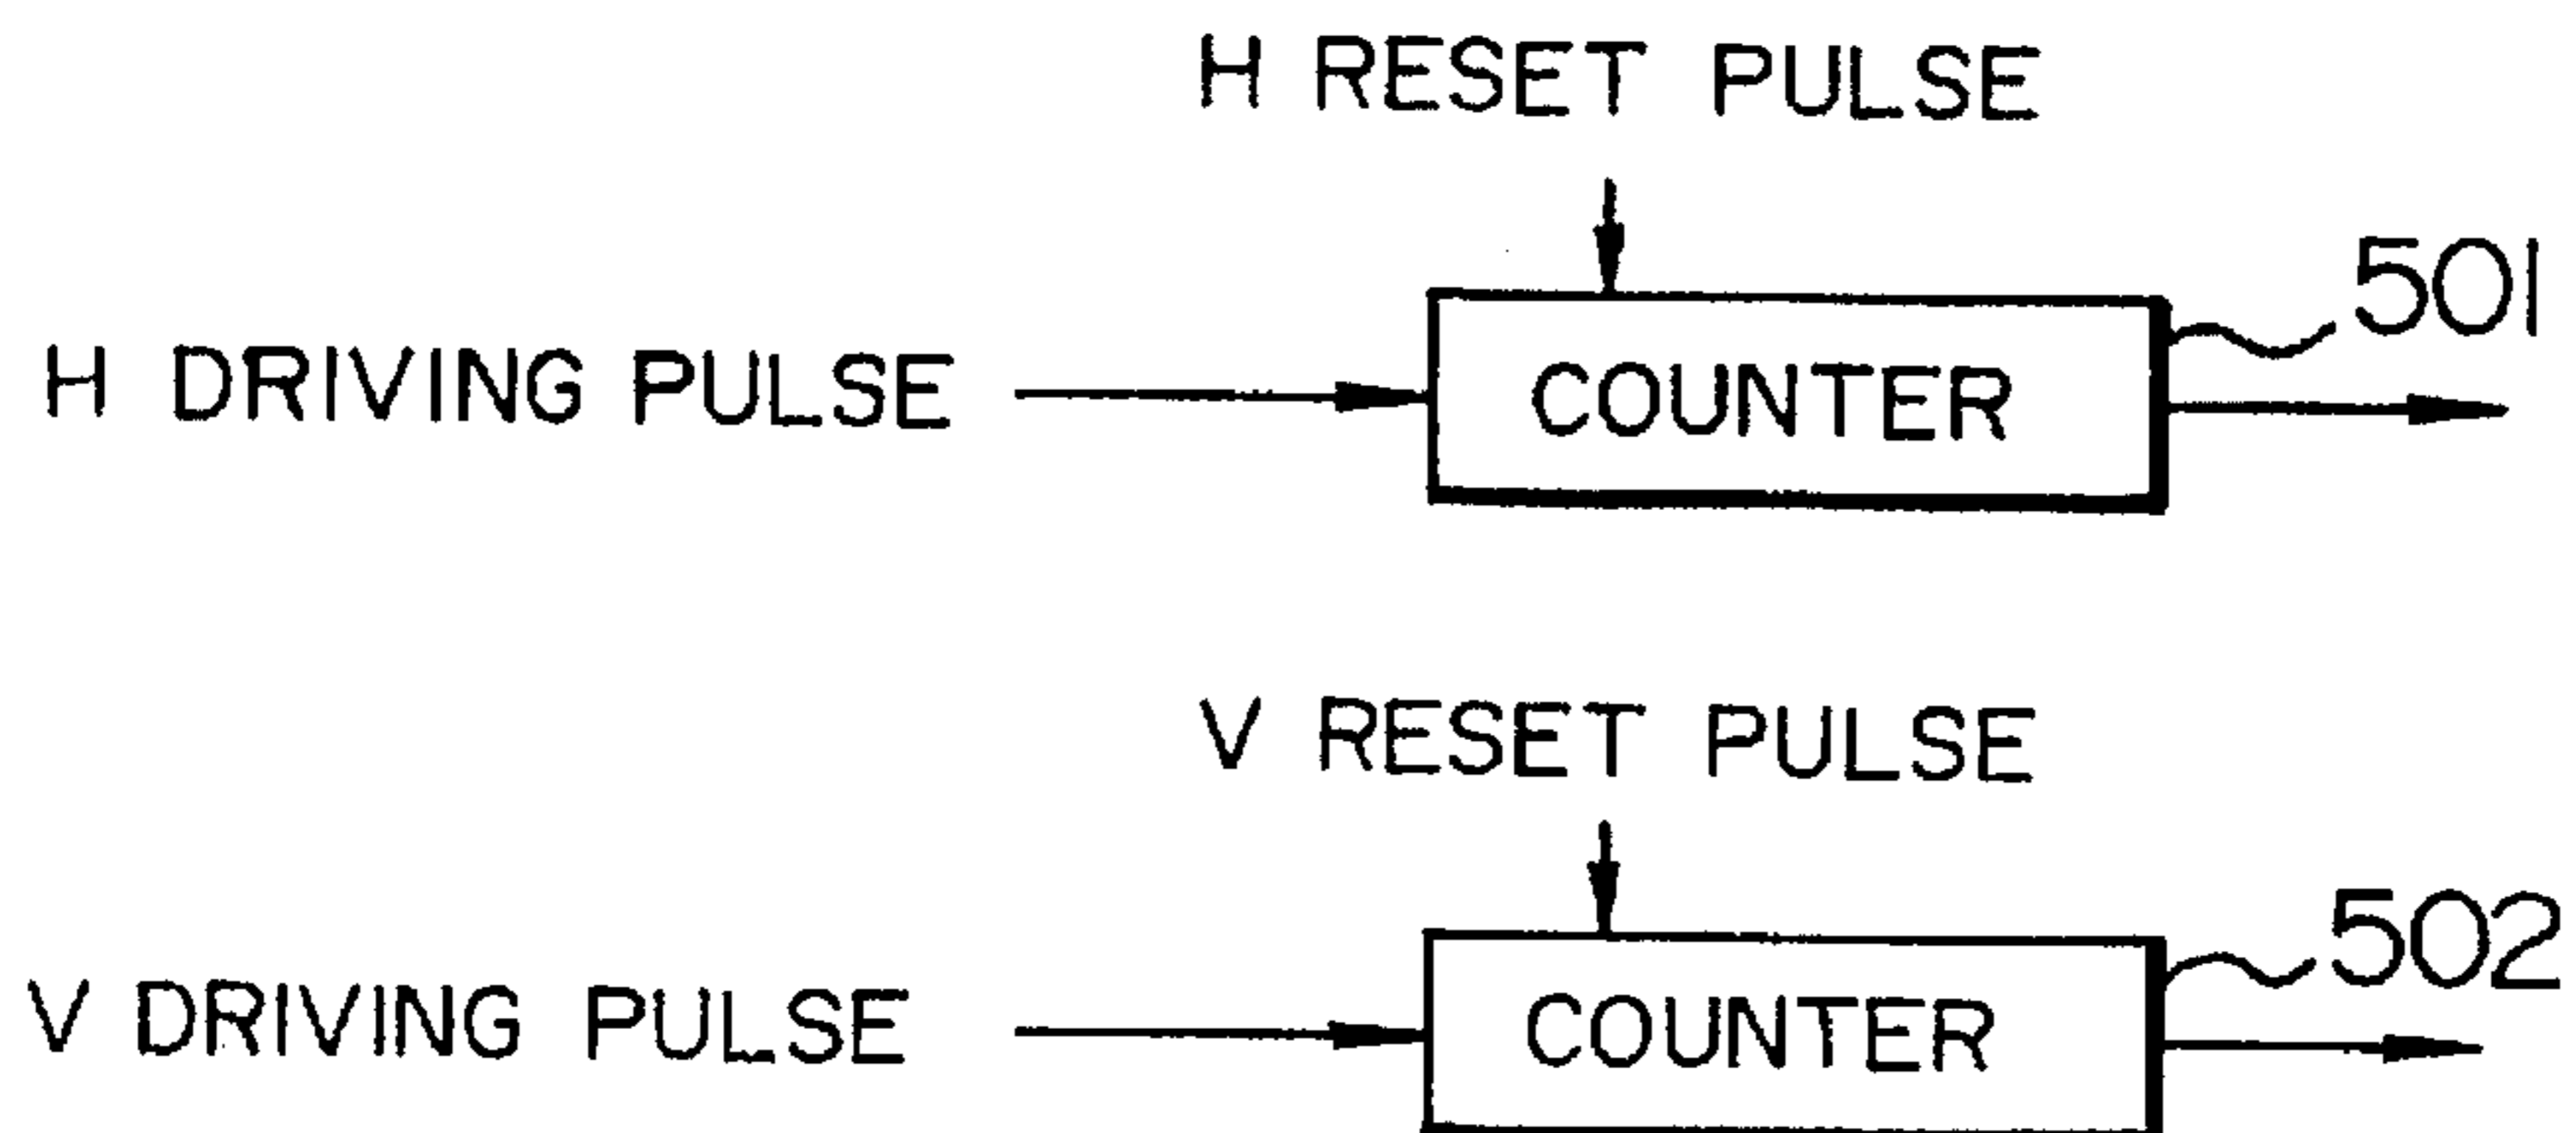 H RESET PULSE
501
H DRIVING PULSE
COUNTER
V RESET PULSE
502
V DRIVING PULSE
COUNTER